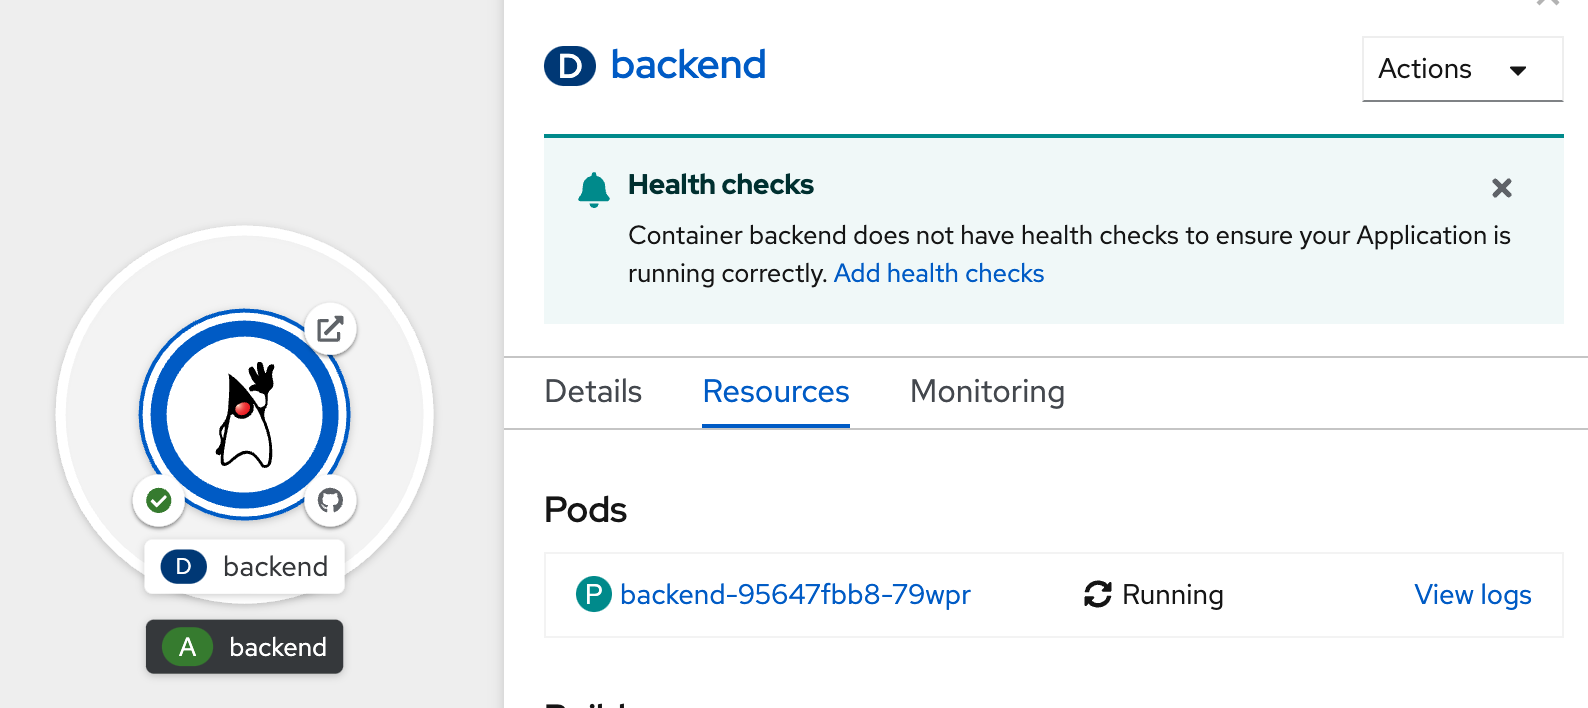 D backend
Actions
Health checks
Container backend does not have health checks to ensure your Application is
running correctly. Add health checks
Details Resources Monitoring
Pods
P backend-95647fbb8-79wpr Running View logs
D backend
A backend